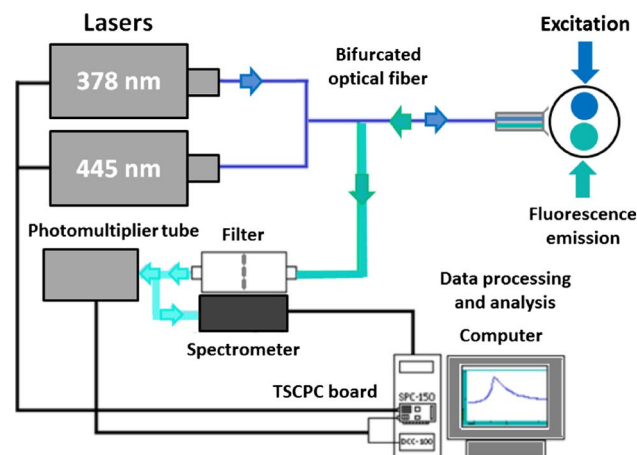 Lasers
378 nm
445 nm
Bifurcated
optical fiber
Excitation
Fluorescence
emission
Photomultiplier tube
Filter
Spectrometer
Data processing
and analysis
Computer
TSCPC board
SPC-150
DCC-100